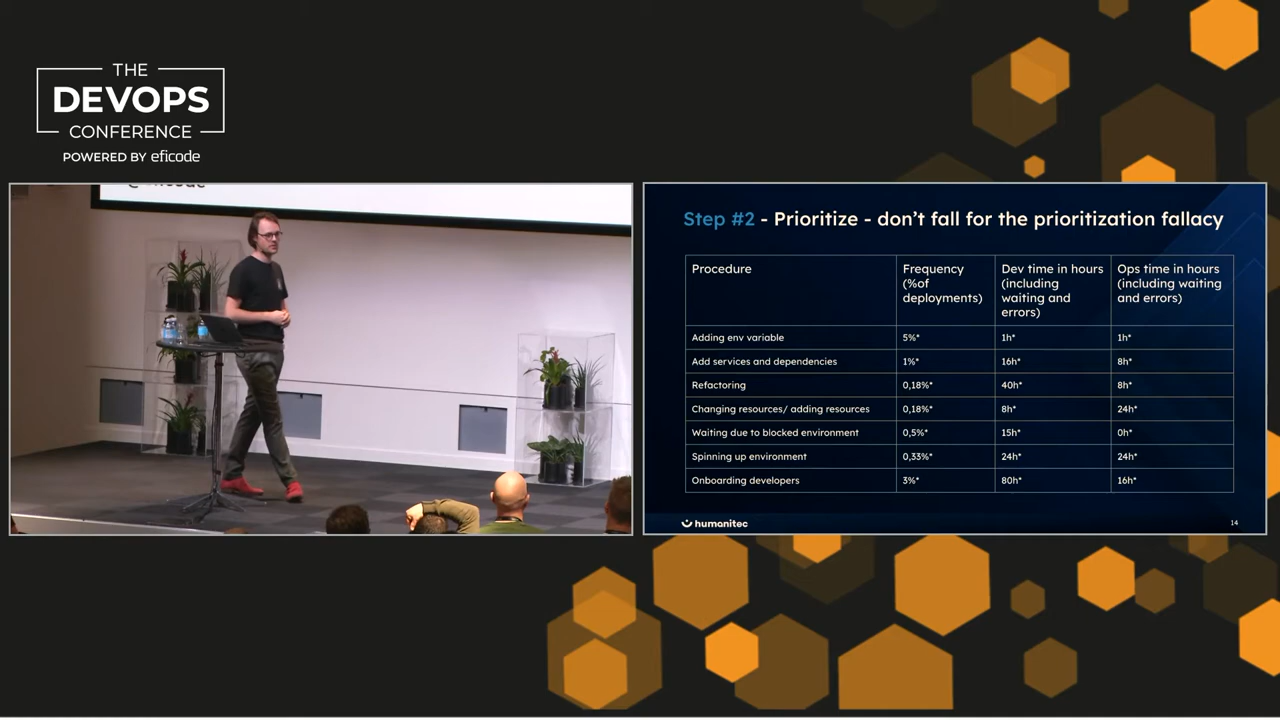 THE
DEVOPS
CONFERENCE
POWERED BY eficode
Step #2 - Prioritize - don't fall for the prioritization fallacy
Procedure
Frequency
(%of
deployments)
Dev time in hours
(including
waiting and
errors)
Ops time in hours
(including waiting
and errors)
Adding env variable
5%*
1h*
1h*
Add services and dependencies
1%*
16h*
8h*
Refactoring
0,18%*
40h*
8h*
Changing resources/ adding resources
0,18%*
8h*
24h*
Waiting due to blocked environment
0,5%*
15h*
0h*
Spinning up environment
0,33%*
24h*
24h*
Onboarding developers
3%*
80h*
16h*
humanitec
14